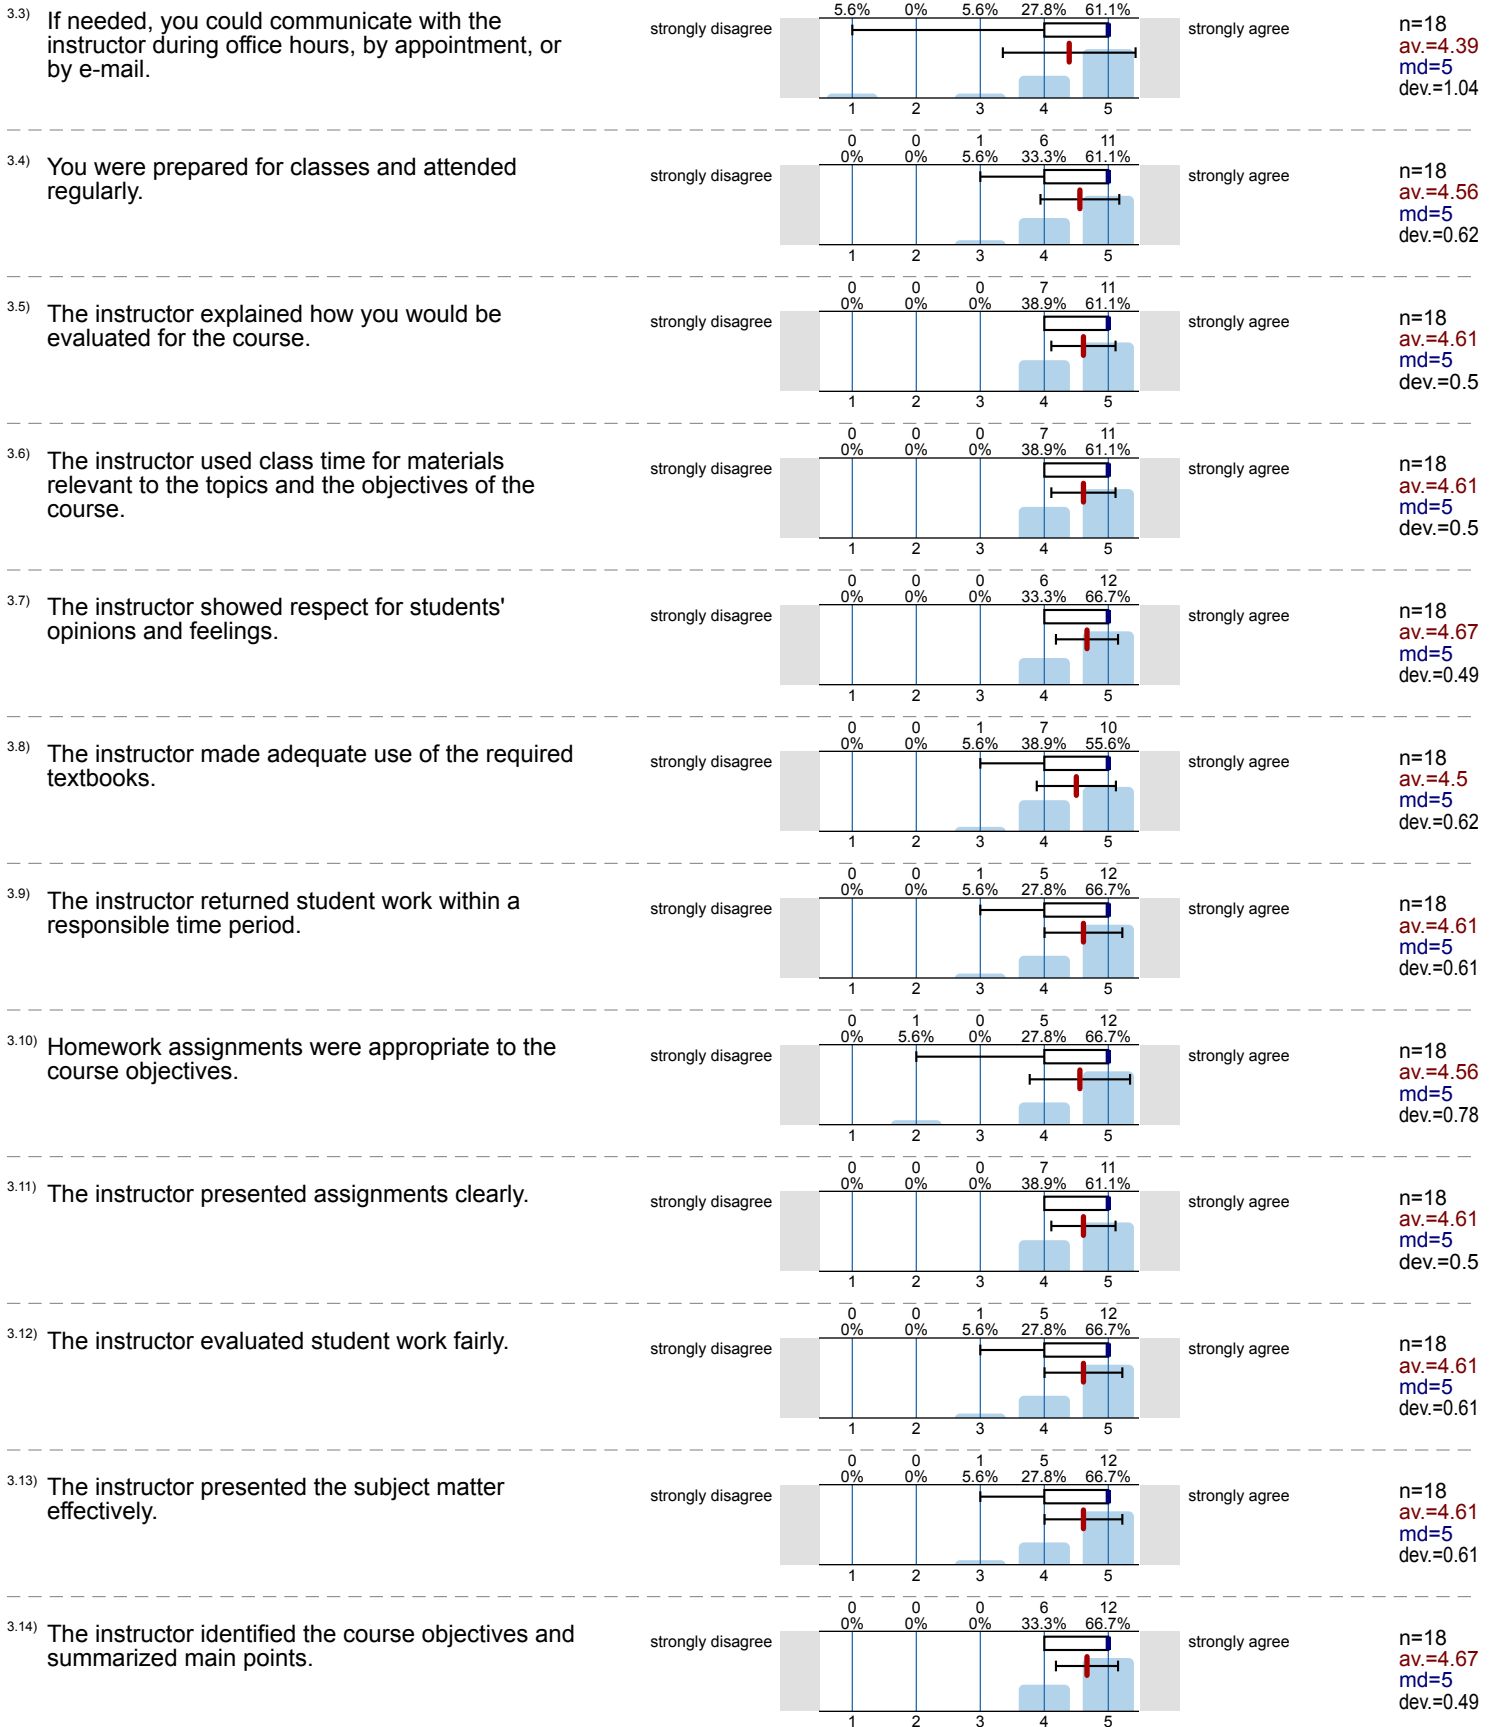 5.6% 0% 5.6% 27.8% 61.1%
3.3) If needed, you could communicate with the
instructor during office hours, by appointment, or
by e-mail.
strongly disagree
strongly agree
n=18
av.=4.39
md=5
dev.=1.04
1 2 3 4 5
0 0 1 6 11
0% 0% 5.6% 33.3% 61.1%
3.4) You were prepared for classes and attended
regularly.
strongly disagree
strongly agree
n=18
av.=4.56
md=5
dev.=0.62
1 2 3 4 5
0 0 0 7 11
0% 0% 0% 38.9% 61.1%
3.5) The instructor explained how you would be
evaluated for the course.
strongly disagree
strongly agree
n=18
av.=4.61
md=5
dev.=0.5
1 2 3 4 5
0 0 0 7 11
0% 0% 0% 38.9% 61.1%
3.6) The instructor used class time for materials
relevant to the topics and the objectives of the
course.
strongly disagree
strongly agree
n=18
av.=4.61
md=5
dev.=0.5
1 2 3 4 5
0 0 0 6 12
0% 0% 0% 33.3% 66.7%
3.7) The instructor showed respect for students'
opinions and feelings.
strongly disagree
strongly agree
n=18
av.=4.67
md=5
dev.=0.49
1 2 3 4 5
0 0 1 7 10
0% 0% 5.6% 38.9% 55.6%
3.8) The instructor made adequate use of the required
textbooks.
strongly disagree
strongly agree
n=18
av.=4.5
md=5
dev.=0.62
1 2 3 4 5
0 0 1 5 12
0% 0% 5.6% 27.8% 66.7%
3.9) The instructor returned student work within a
responsible time period.
strongly disagree
strongly agree
n=18
av.=4.61
md=5
dev.=0.61
1 2 3 4 5
0 1 0 5 12
0% 5.6% 0% 27.8% 66.7%
3.10) Homework assignments were appropriate to the
course objectives.
strongly disagree
strongly agree
n=18
av.=4.56
md=5
dev.=0.78
1 2 3 4 5
0 0 0 7 11
0% 0% 0% 38.9% 61.1%
3.11) The instructor presented assignments clearly.
strongly disagree
strongly agree
n=18
av.=4.61
md=5
dev.=0.5
1 2 3 4 5
0 0 1 5 12
0% 0% 5.6% 27.8% 66.7%
3.12) The instructor evaluated student work fairly.
strongly disagree
strongly agree
n=18
av.=4.61
md=5
dev.=0.61
1 2 3 4 5
0 0 1 5 12
0% 0% 5.6% 27.8% 66.7%
3.13) The instructor presented the subject matter
effectively.
strongly disagree
strongly agree
n=18
av.=4.61
md=5
dev.=0.61
1 2 3 4 5
0 0 0 6 12
0% 0% 0% 33.3% 66.7%
3.14) The instructor identified the course objectives and
summarized main points.
strongly disagree
strongly agree
n=18
av.=4.67
md=5
dev.=0.49
1 2 3 4 5